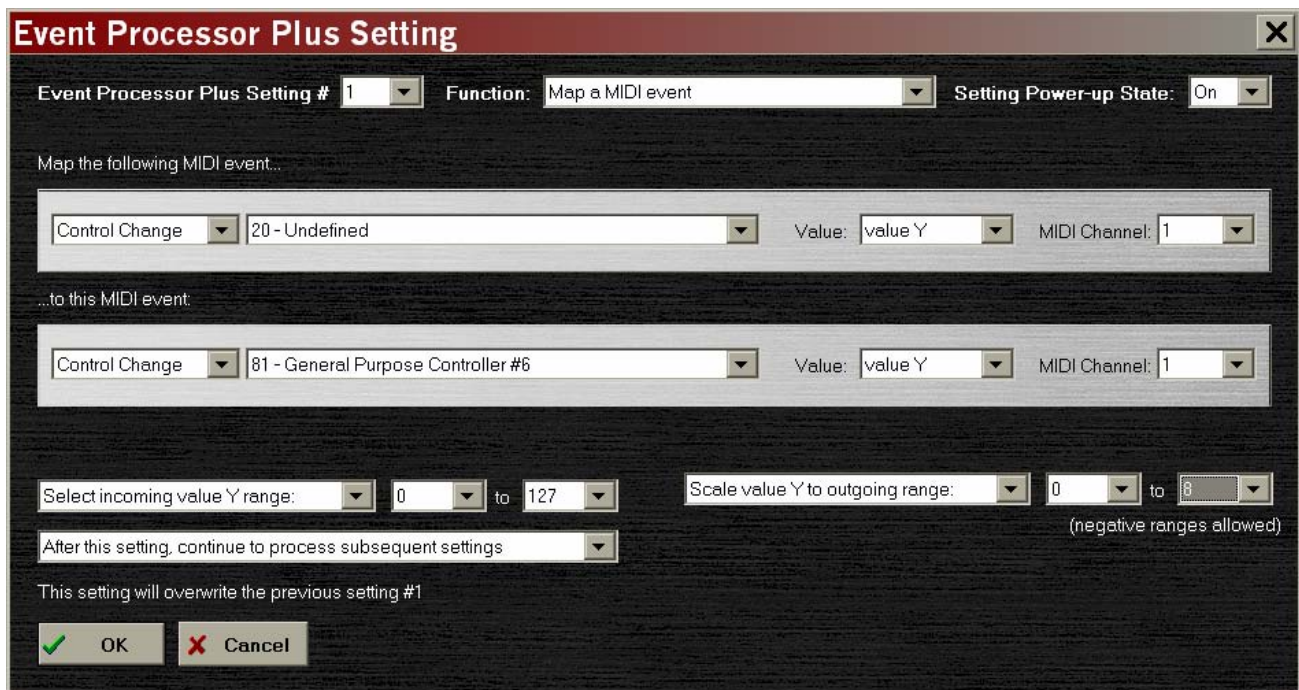 Event Processor Plus Setting
Event Processor Plus Setting # 1 Function: Map a MIDI event Setting Power-up State: On
Map the following MIDI event...
Control Change 20 - Undefined Value: value Y MIDI Channel: 1
...to this MIDI event:
Control Change 81 - General Purpose Controller #6 Value: value Y MIDI Channel: 1
Select incoming value Y range: 0 to 127 Scale value Y to outgoing range: 0 to 8
(negative ranges allowed)
After this setting, continue to process subsequent settings
This setting will overwrite the previous setting #1
OK Cancel